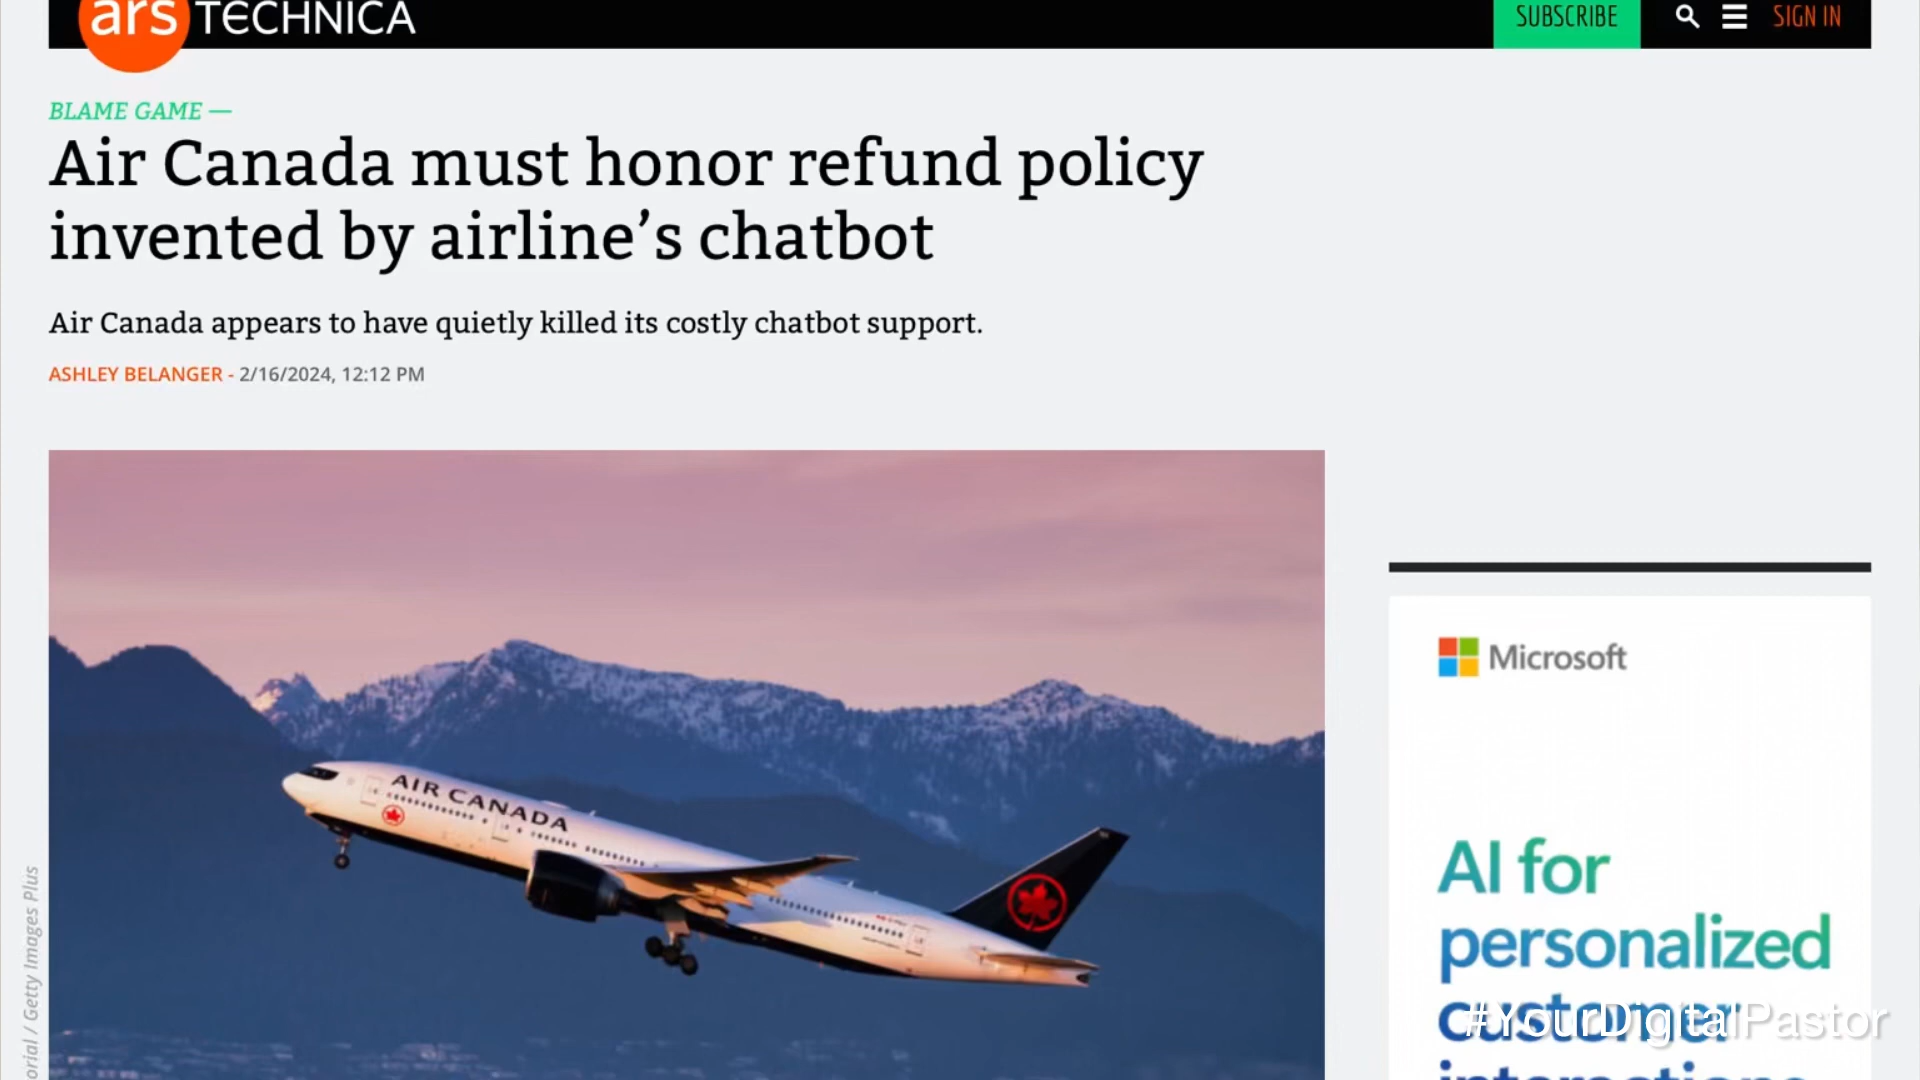 ars TECHNICA
SUBSCRIBE
SIGN IN
BLAME GAME —
Air Canada must honor refund policy
invented by airline’s chatbot
Air Canada appears to have quietly killed its costly chatbot support.
ASHLEY BELANGER - 2/16/2024, 12:12 PM
AIR CANADA
Getty Images Plus
Microsoft
AI for
personalized
customer
interactions
#YourDigitalPastor